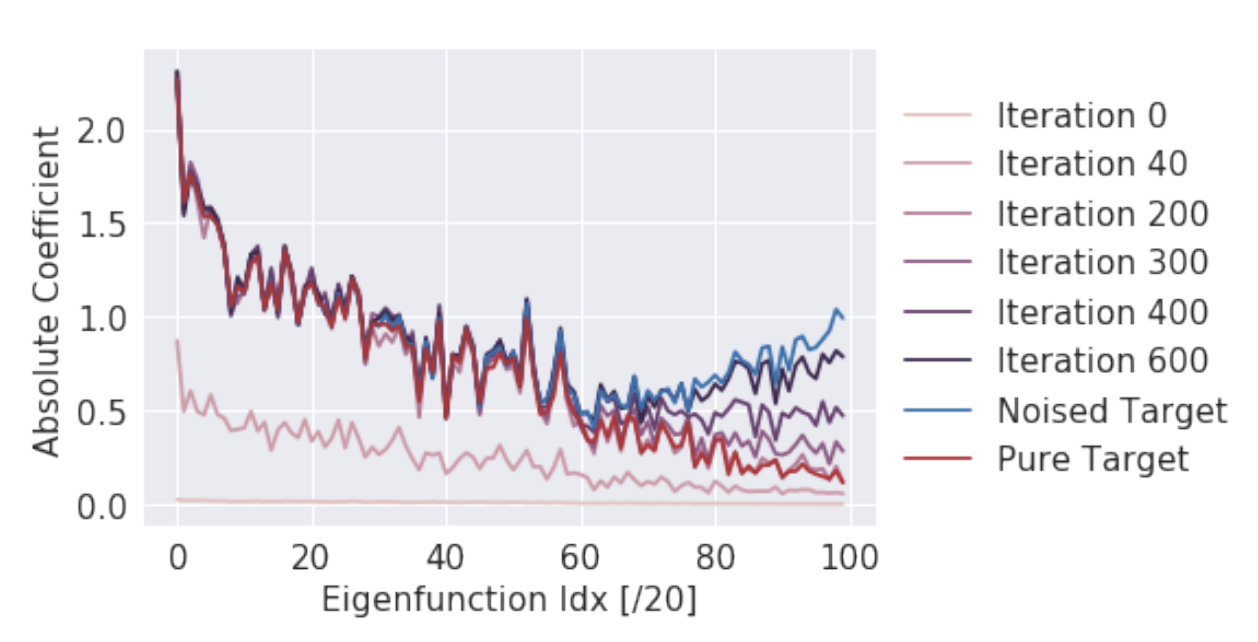 2.0
1.5
1.0
0.5
0.0
Absolute Coefficient
0 20 40 60 80 100
Eigenfunction Idx [/20]
Iteration 0
Iteration 40
Iteration 200
Iteration 300
Iteration 400
Iteration 600
Noised Target
Pure Target